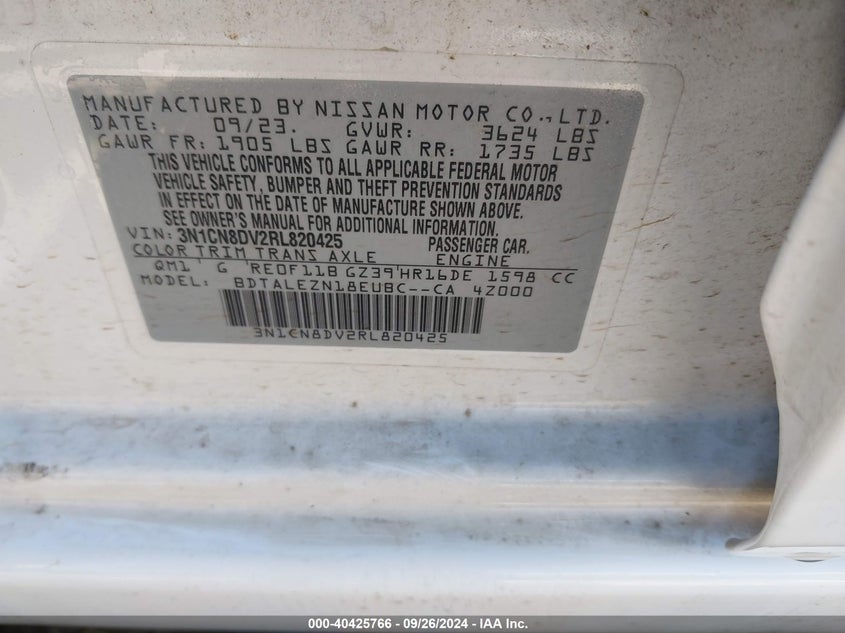 MANUFACTURED BY NISSAN MOTOR CO., LTD.
DATE: 09/23. GVWR: 3624 LBS
GAWR FR: 1905 LBS GAWR RR: 1735 LBS
THIS VEHICLE CONFORMS TO ALL APPLICABLE FEDERAL MOTOR
VEHICLE SAFETY, BUMPER AND THEFT PREVENTION STANDARDS
IN EFFECT ON THE DATE OF MANUFACTURE SHOWN ABOVE.
SEE OWNER'S MANUAL FOR ADDITIONAL INFORMATION.
VIN: 3N1CN8DV2RL820425 PASSENGER CAR.
COLOR TRIM TRANS AXLE ENGINE
QM1 G RE0F11B GZ39 HR16DE 1598 CC
MODEL: BDTALEZN18EUBC--CA 4Z000
3N1CN8DV2RL820425
000-40425766 - 09/26/2024 - IAA Inc.